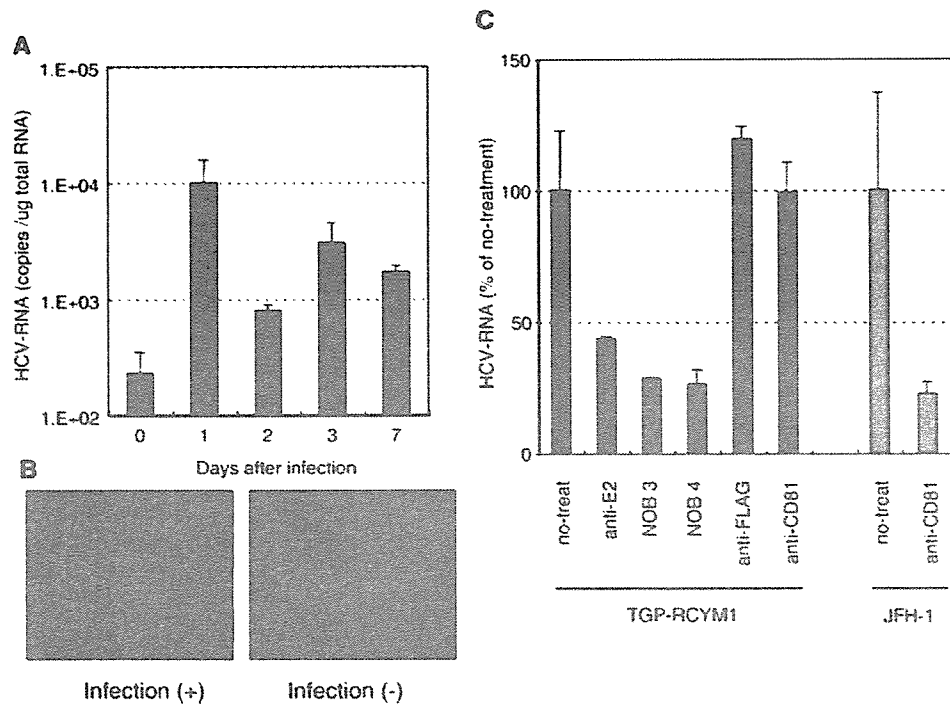 A
HCV-RNA (copies /ug total RNA)
1.E+05
1.E+04
1.E+03
1.E+02
0 1 2 3 7
Days after infection
B
Infection (+) Infection (-)
C
HCV-RNA (% of no-treatment)
150
100
50
0
no-treat
anti-E2
NOB 3
NOB 4
anti-FLAG
anti-CD81
no-treat
anti-CD81
TGP-RCYM1 JFH-1